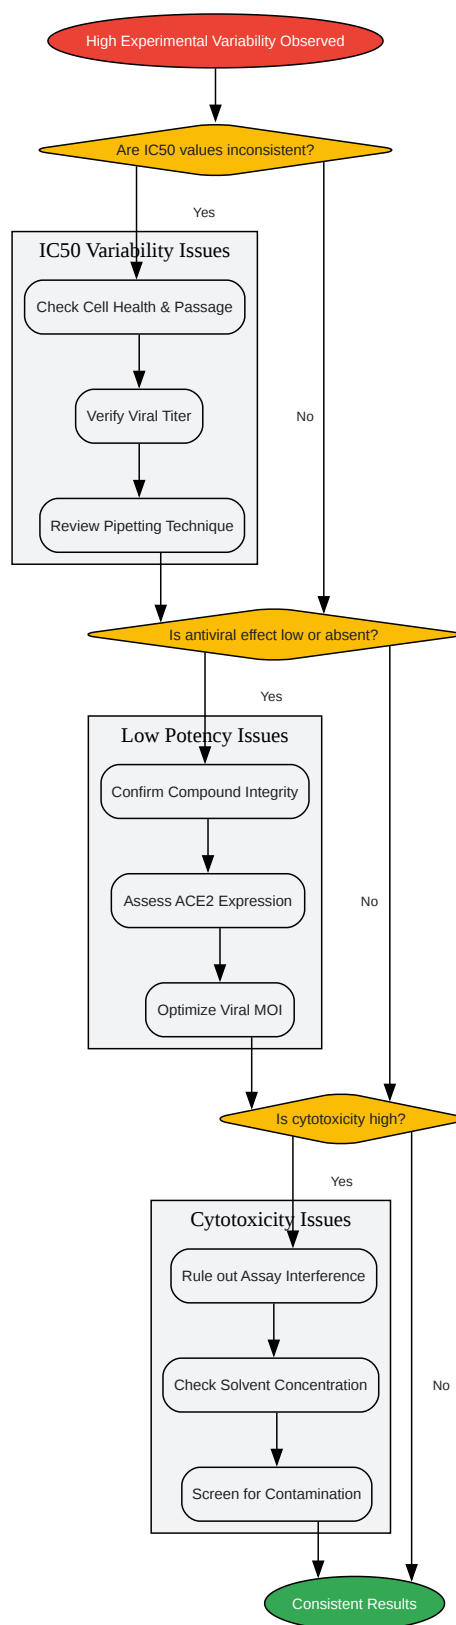 High Experimental Variability Observed
Are IC50 values inconsistent?
Yes
IC50 Variability Issues
Check Cell Health & Passage
Verify Viral Titer
No
Review Pipetting Technique
Is antiviral effect low or absent?
Yes
Low Potency Issues
Confirm Compound Integrity
Assess ACE2 Expression
No
Optimize Viral MOI
Is cytotoxicity high?
Yes
Cytotoxicity Issues
Rule out Assay Interference
Check Solvent Concentration
No
Screen for Contamination
Consistent Results